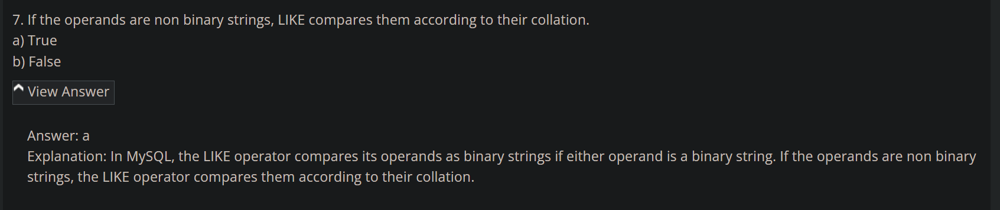 7. If the operands are non binary strings, LIKE compares them according to their collation.
a) True
b) False
View Answer
Answer: a
Explanation: In MySQL, the LIKE operator compares its operands as binary strings if either operand is a binary string. If the operands are non binary
strings, the LIKE operator compares them according to their collation.